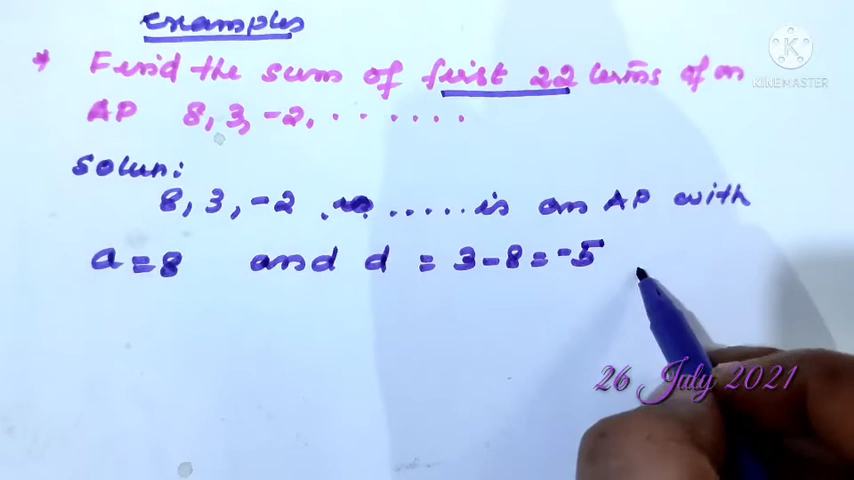 examples
* Find the sum of first 22 terms of an
AP 8, 3, -2, .......
Solun:
8, 3, -2 ....... is an AP with
a = 8 and d = 3 - 8 = -5
K
KINEMASTER
26 July 2021